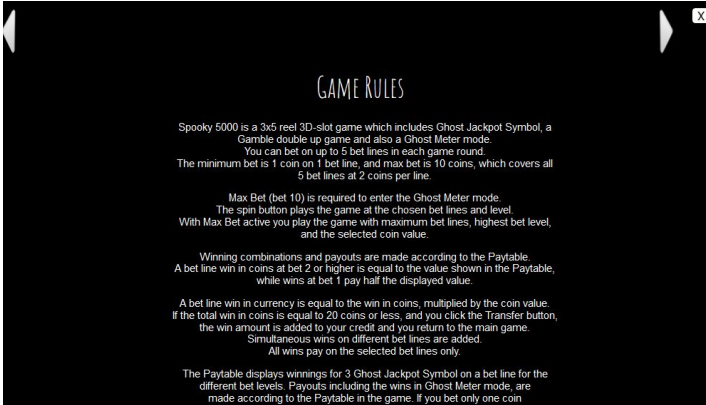 X
GAME RULES
Spooky 5000 is a 3x5 reel 3D-slot game which includes Ghost Jackpot Symbol, a
Gamble double up game and also a Ghost Meter mode.
You can bet on up to 5 bet lines in each game round.
The minimum bet is 1 coin on 1 bet line, and max bet is 10 coins, which covers all
5 bet lines at 2 coins per line.
Max Bet (bet 10) is required to enter the Ghost Meter mode.
The spin button plays the game at the chosen bet lines and level.
With Max Bet active you play the game with maximum bet lines, highest bet level,
and the selected coin value.
Winning combinations and payouts are made according to the Paytable.
A bet line win in coins at bet 2 or higher is equal to the value shown in the Paytable,
while wins at bet 1 pay half the displayed value.
A bet line win in currency is equal to the win in coins, multiplied by the coin value.
If the total win in coins is equal to 20 coins or less, and you click the Transfer button,
the win amount is added to your credit and you return to the main game.
Simultaneous wins on different bet lines are added.
All wins pay on the selected bet lines only.
The Paytable displays winnings for 3 Ghost Jackpot Symbol on a bet line for the
different bet levels. Payouts including the wins in Ghost Meter mode, are
made according to the Paytable in the game. If you bet only one coin